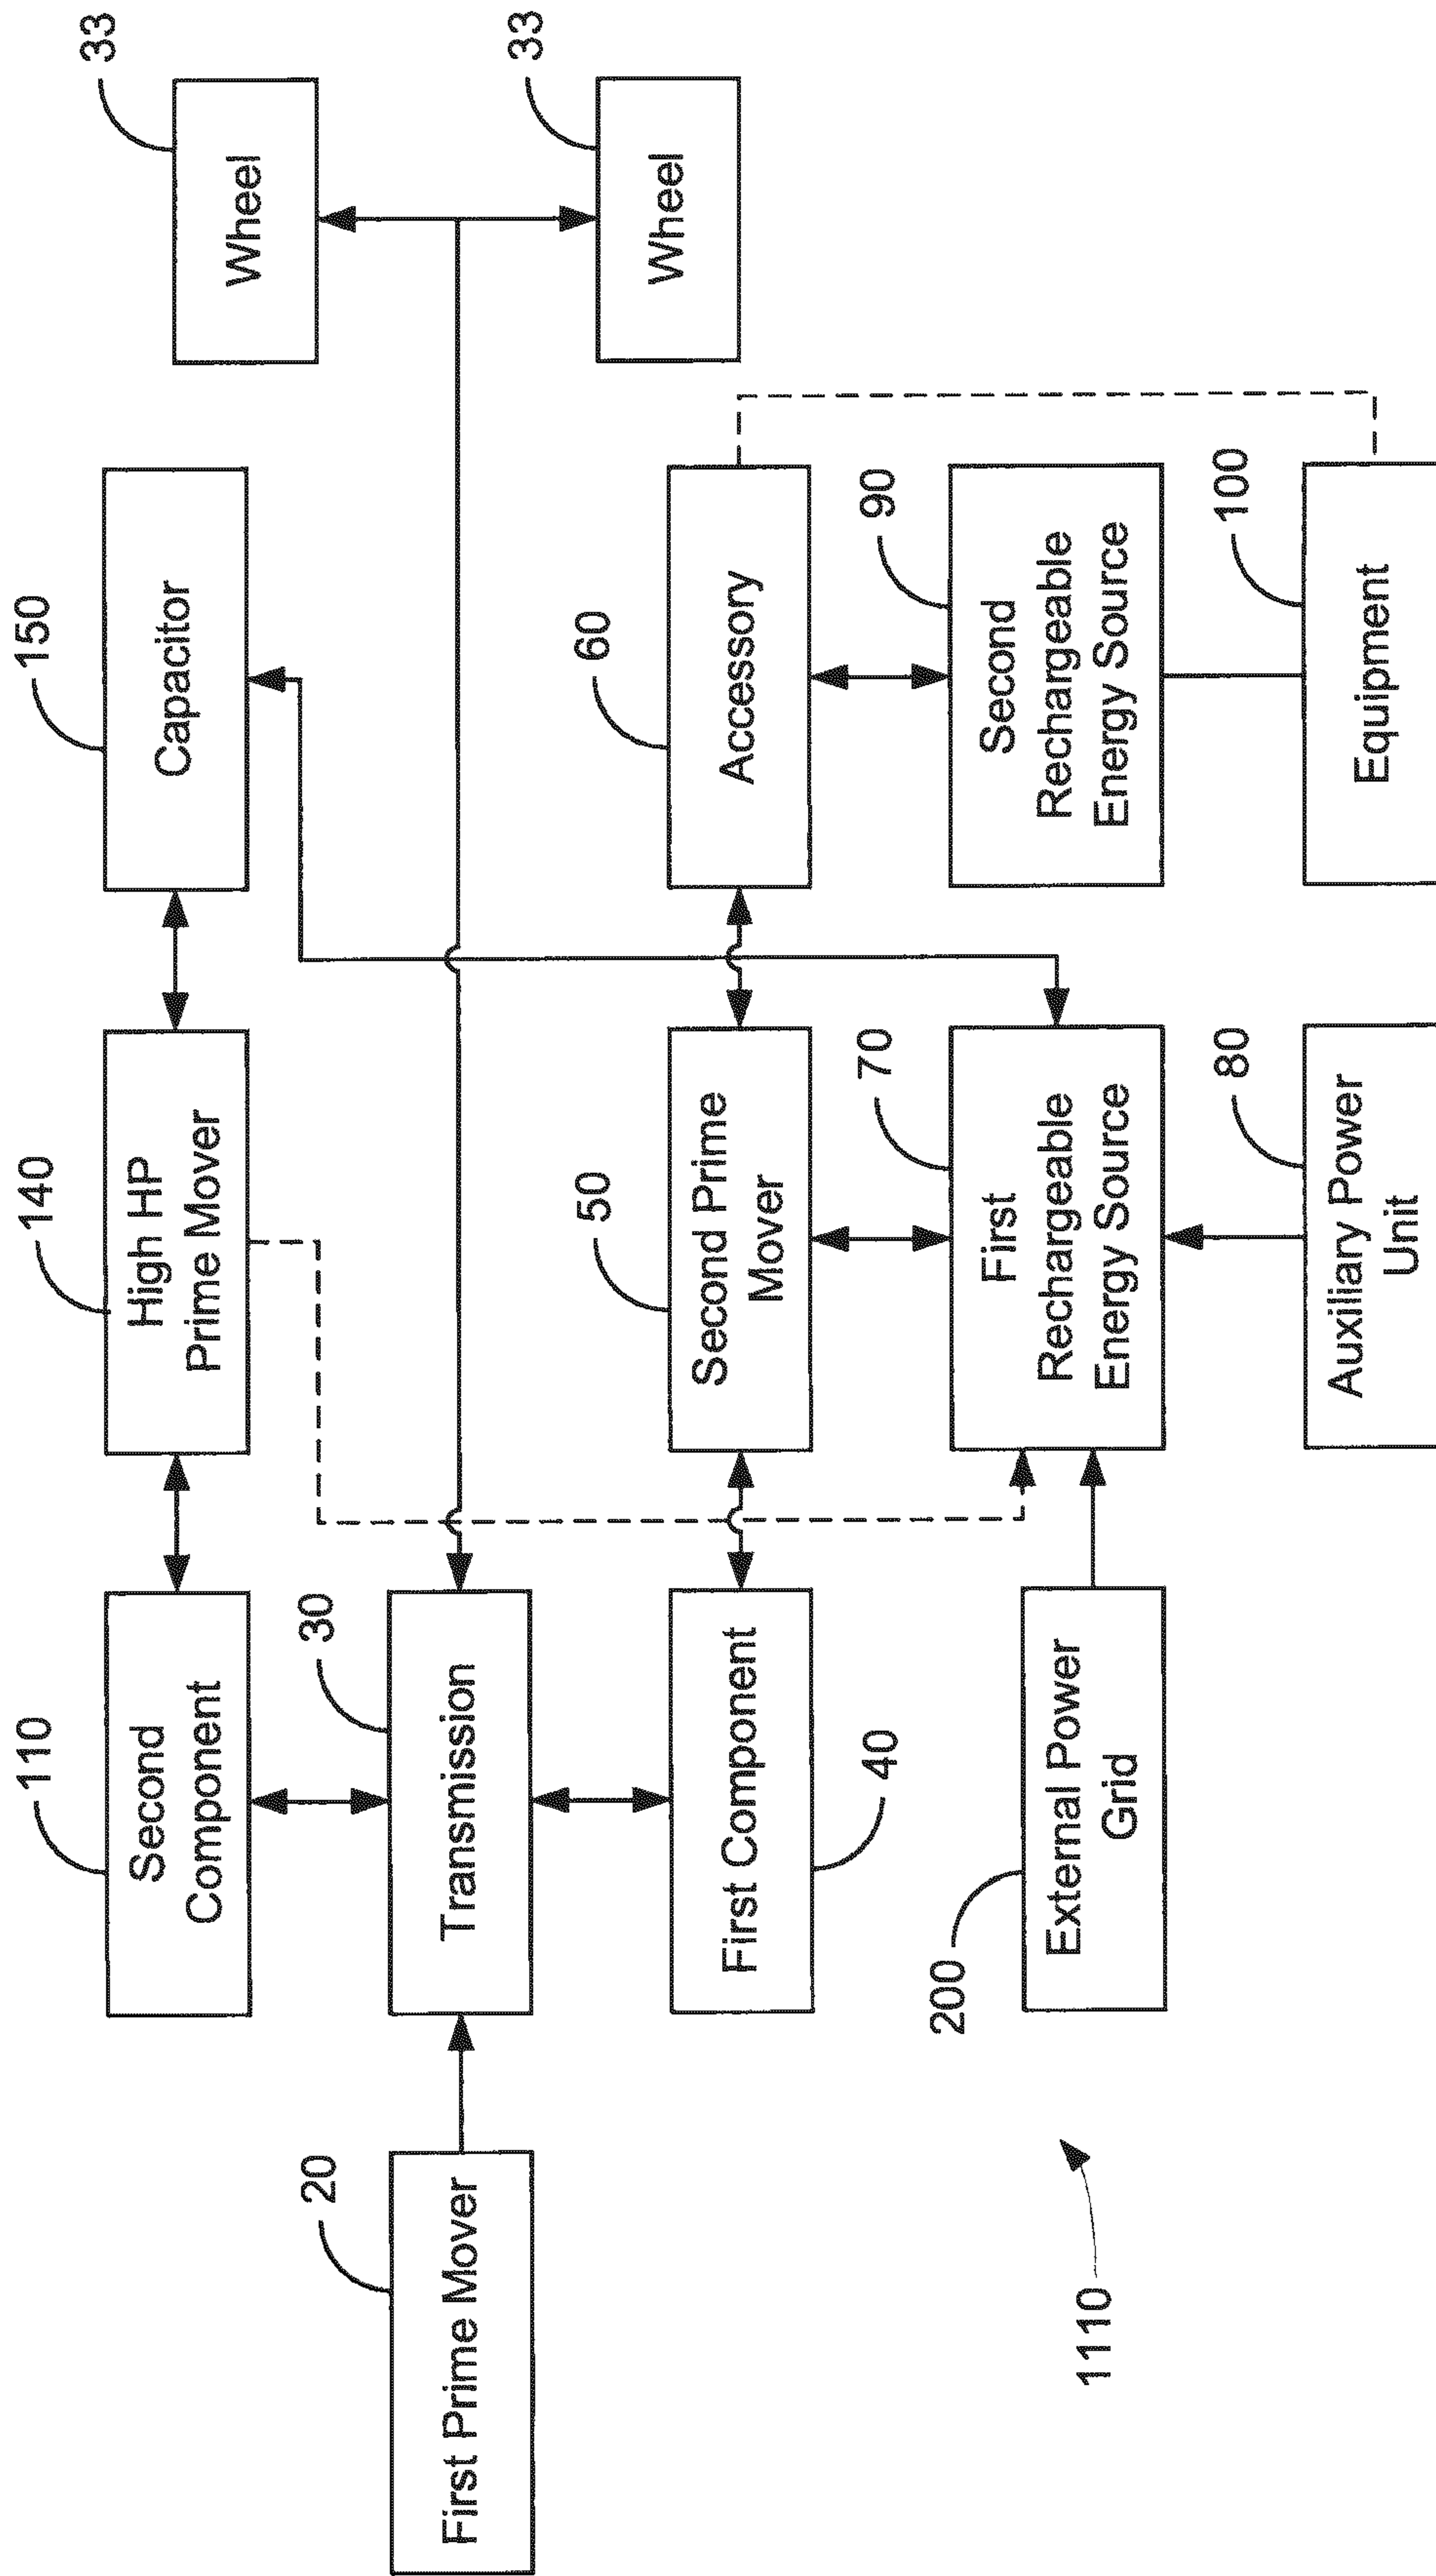 110
Second
Component
140
High HP
Prime Mover
150
Capacitor
33
Wheel
20
First Prime Mover
30
Transmission
33
Wheel
40
First Component
50
Second Prime
Mover
60
Accessory
200
External Power
Grid
70
First
Rechargeable
Energy Source
90
Second
Rechargeable
Energy Source
80
Auxiliary Power
Unit
100
Equipment
1110